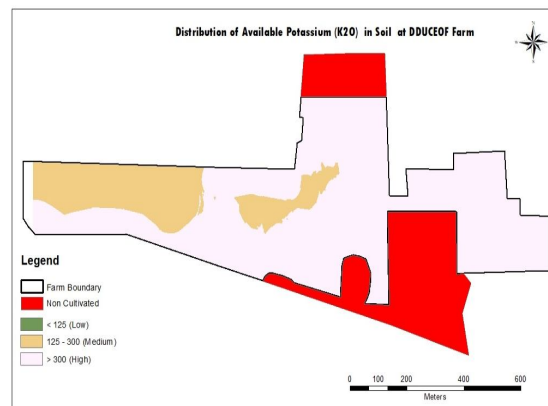 Distribution of Available Potassium (K2O) in Soil at DDUCEOF Farm
Legend
Farm Boundary
Non Cultivated
< 125 (Low)
125 - 300 (Medium)
> 300 (High)
0 100 200 400 600
Meters